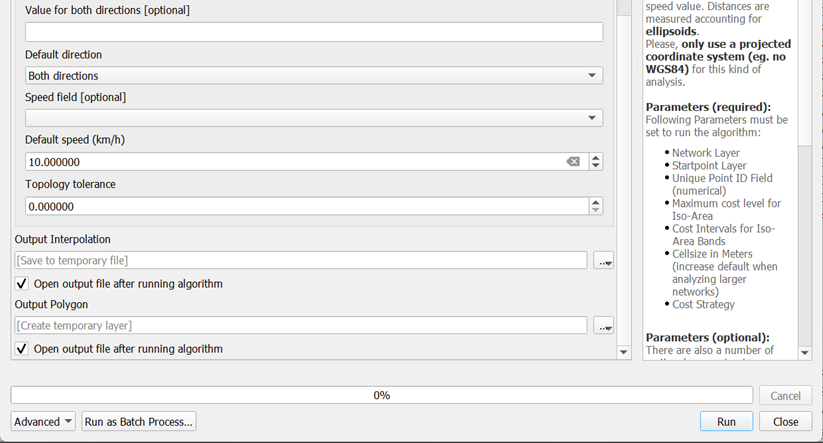 Value for both directions [optional]
Default direction
Both directions
Speed field [optional]
Default speed (km/h)
10.000000
Topology tolerance
0.000000
Output Interpolation
[Save to temporary file]
...
Open output file after running algorithm
Output Polygon
[Create temporary layer]
...
Open output file after running algorithm
speed value. Distances are
measured accounting for
ellipsoids.
Please, only use a projected
coordinate system (eg. no
WGS84) for this kind of
analysis.
Parameters (required):
Following Parameters must be
set to run the algorithm:
• Network Layer
• Startpoint Layer
• Unique Point ID Field
(numerical)
• Maximum cost level for
Iso-Area
• Cost Intervals for Iso-
Area Bands
• Cellsize in Meters
(increase default when
analyzing larger
networks)
• Cost Strategy
Parameters (optional):
There are also a number of
0%
Cancel
Advanced
Run as Batch Process...
Run
Close